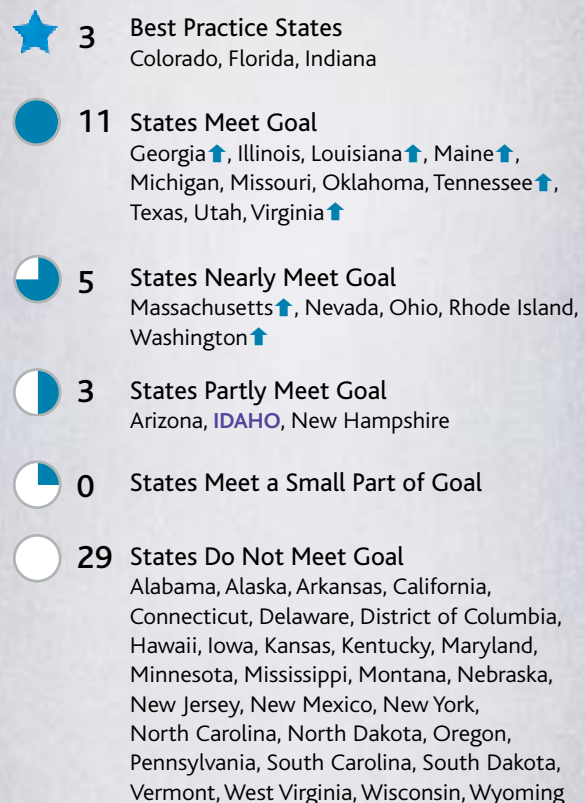 3 Best Practice States
Colorado, Florida, Indiana
11 States Meet Goal
Georgia⬆, Illinois, Louisiana⬆, Maine⬆,
Michigan, Missouri, Oklahoma, Tennessee⬆,
Texas, Utah, Virginia⬆
5 States Nearly Meet Goal
Massachusetts⬆, Nevada, Ohio, Rhode Island,
Washington⬆
3 States Partly Meet Goal
Arizona, IDAHO, New Hampshire
0 States Meet a Small Part of Goal
29 States Do Not Meet Goal
Alabama, Alaska, Arkansas, California,
Connecticut, Delaware, District of Columbia,
Hawaii, Iowa, Kansas, Kentucky, Maryland,
Minnesota, Mississippi, Montana, Nebraska,
New Jersey, New Mexico, New York,
North Carolina, North Dakota, Oregon,
Pennsylvania, South Carolina, South Dakota,
Vermont, West Virginia, Wisconsin, Wyoming